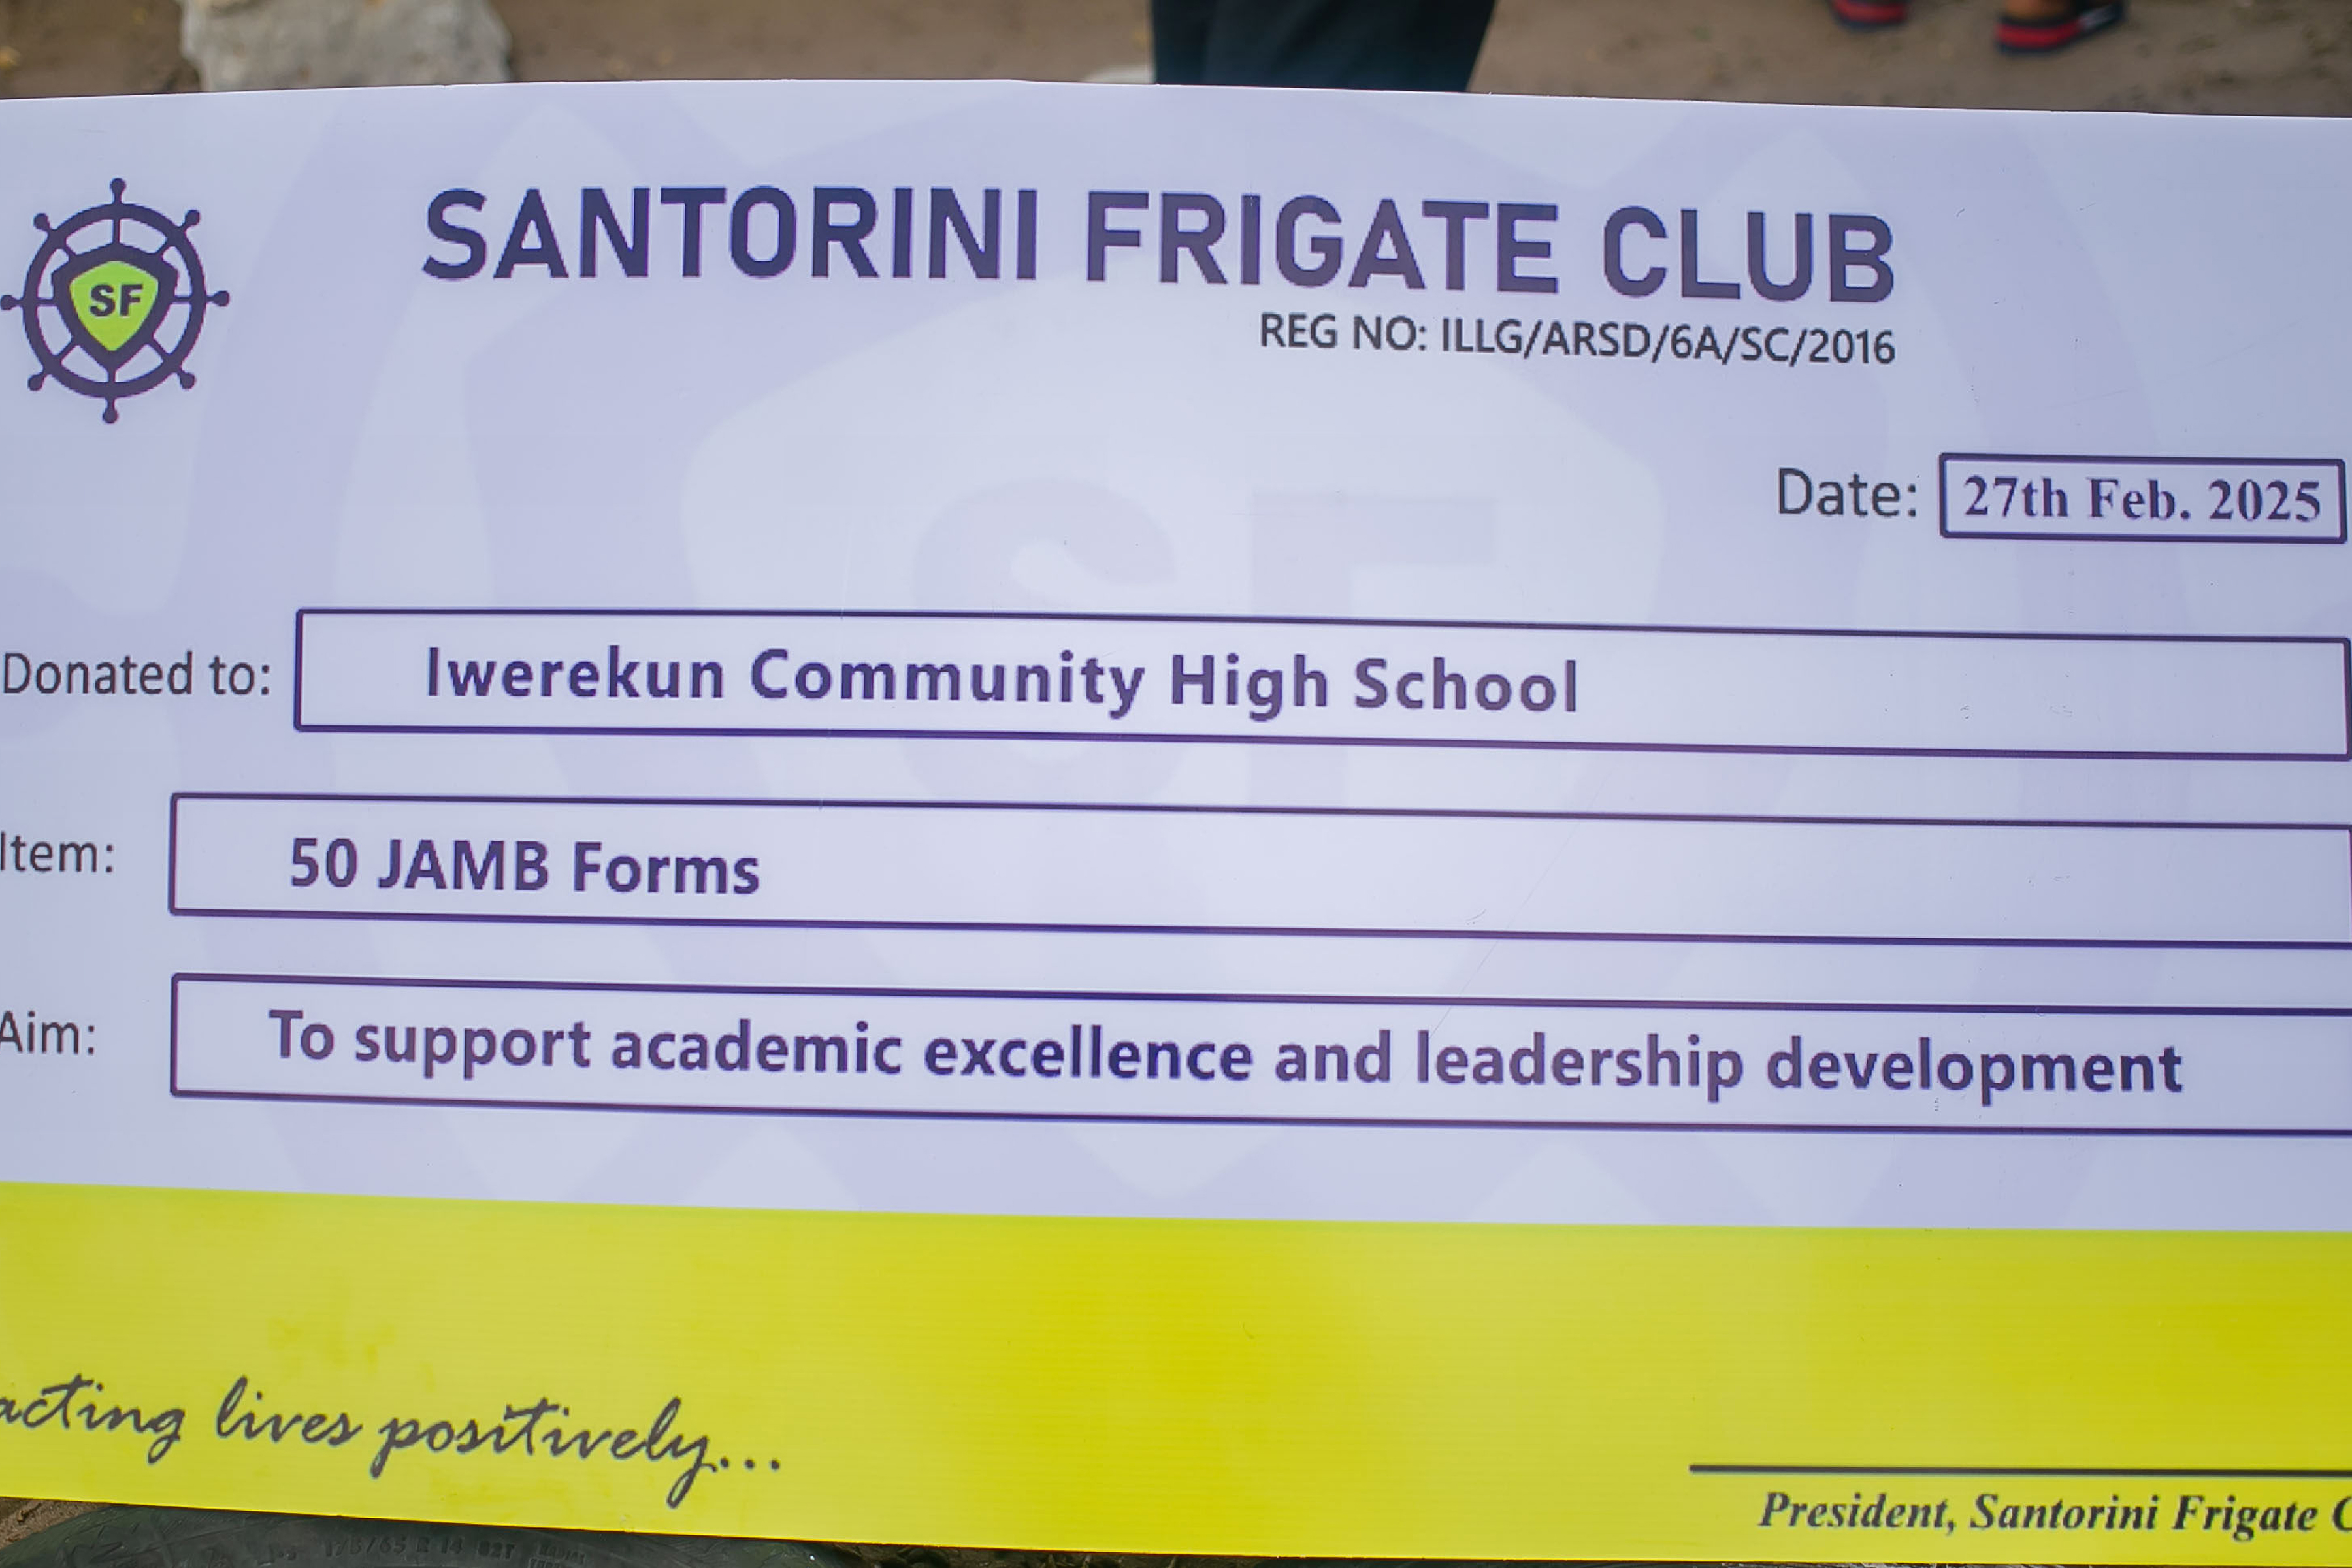 SF
SANTORINI FRIGATE CLUB
REG NO: ILLG/ARSD/6A/SC/2016
Date: 27th Feb. 2025
Donated to: Iwerekun Community High School
Item: 50 JAMB Forms
Aim: To support academic excellence and leadership development
acting lives positively...
President, Santorini Frigate C